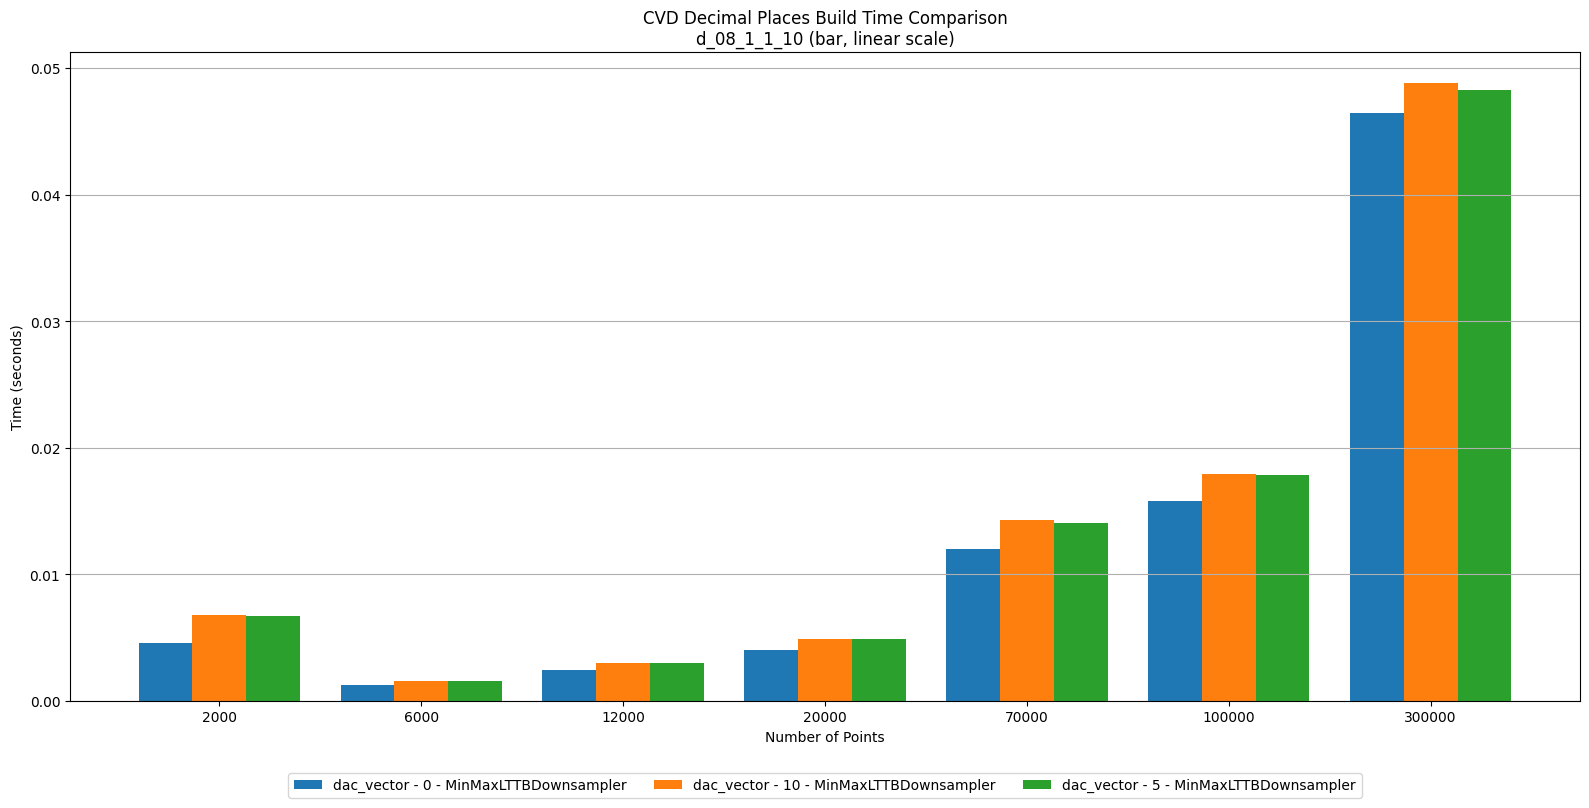 CVD Decimal Places Build Time Comparison
d_08_1_1_10 (bar, linear scale)
Time (seconds)
0.05
0.04
0.03
0.02
0.01
0.00
2000 6000 12000 20000 70000 100000 300000
Number of Points
dac_vector - 0 - MinMaxLTTBDownsampler dac_vector - 10 - MinMaxLTTBDownsampler dac_vector - 5 - MinMaxLTTBDownsampler